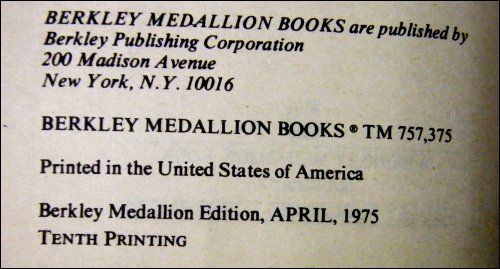 BERKLEY MEDALLION BOOKS are published by
Berkley Publishing Corporation
200 Madison Avenue
New York, N.Y. 10016
BERKLEY MEDALLION BOOKS ® TM 757,375
Printed in the United States of America
Berkley Medallion Edition, APRIL, 1975
TENTH PRINTING